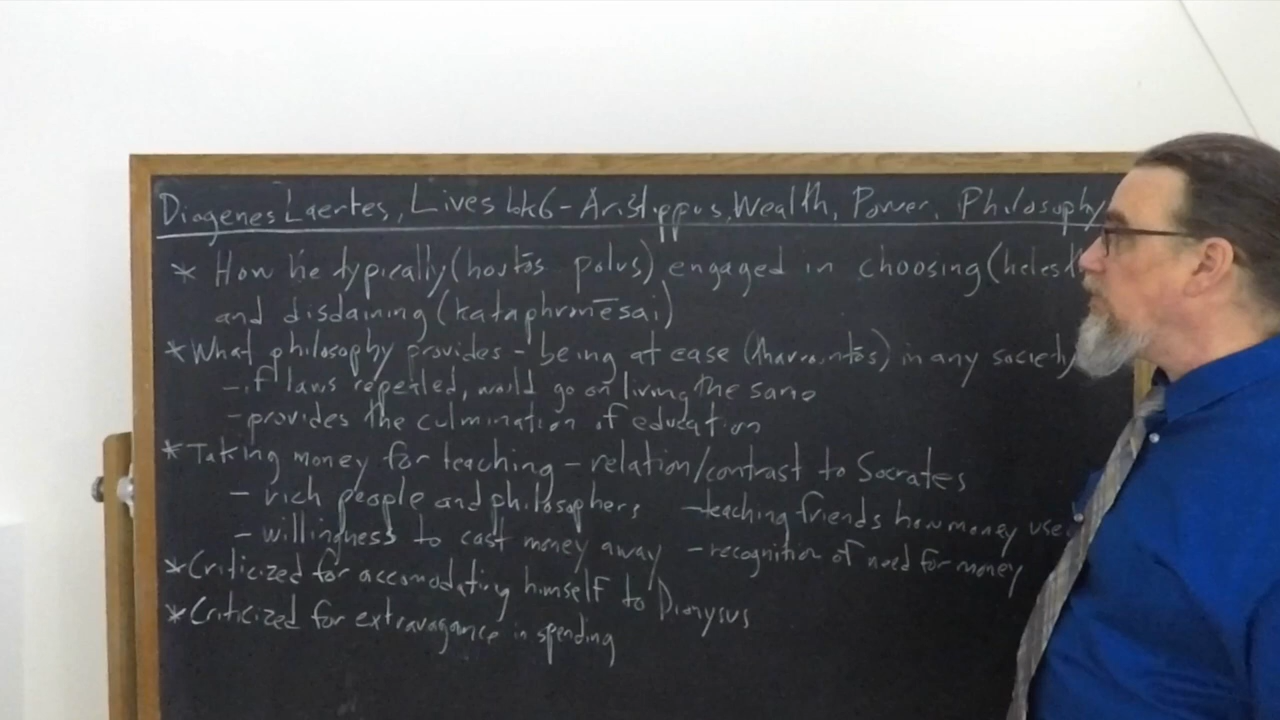 Diogenes Laertes, Lives bk6 - Aristippus, Wealth, Power, Philosophy
* How he typically (houtōs polus) engaged in choosing (helest
and disdaining (kataphronēsai)
* What philosophy provides - being at ease in any society
- if laws repealed, would go on living the same
- provides the culmination of education
* Taking money for teaching - relation/contrast to Socrates
- rich people and philosophers - teaching friends how money use
- willingness to cast money away - recognition of need for money
* Criticized for accomodating himself to Dionysus
* Criticized for extravagance in spending